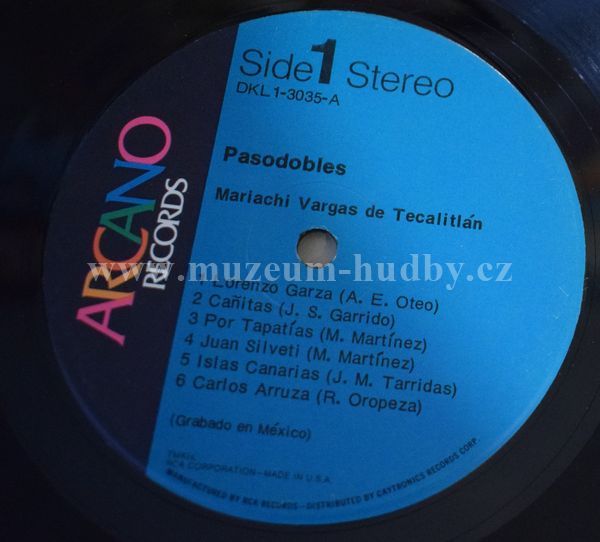 Side 1 Stereo
DKL1-3035-A
Pasodobles
Mariachi Vargas de Tecalitlán
www.muzeum-hudby.cz
1 Lorenzo Garza (A. E. Oteo)
2 Cañitas (J. S. Garrido)
3 Por Tapatías (M. Martínez)
4 Juan Silveti (M. Martínez)
5 Islas Canarias (J. M. Tarridas)
6 Carlos Arruza (R. Oropeza)
(Grabado en México)
RCA CORPORATION–MADE IN U.S.A.
MANUFACTURED BY RCA RECORDS – DISTRIBUTED BY CAYTRONICS RECORDS CORP.
ARCANO
RECORDS